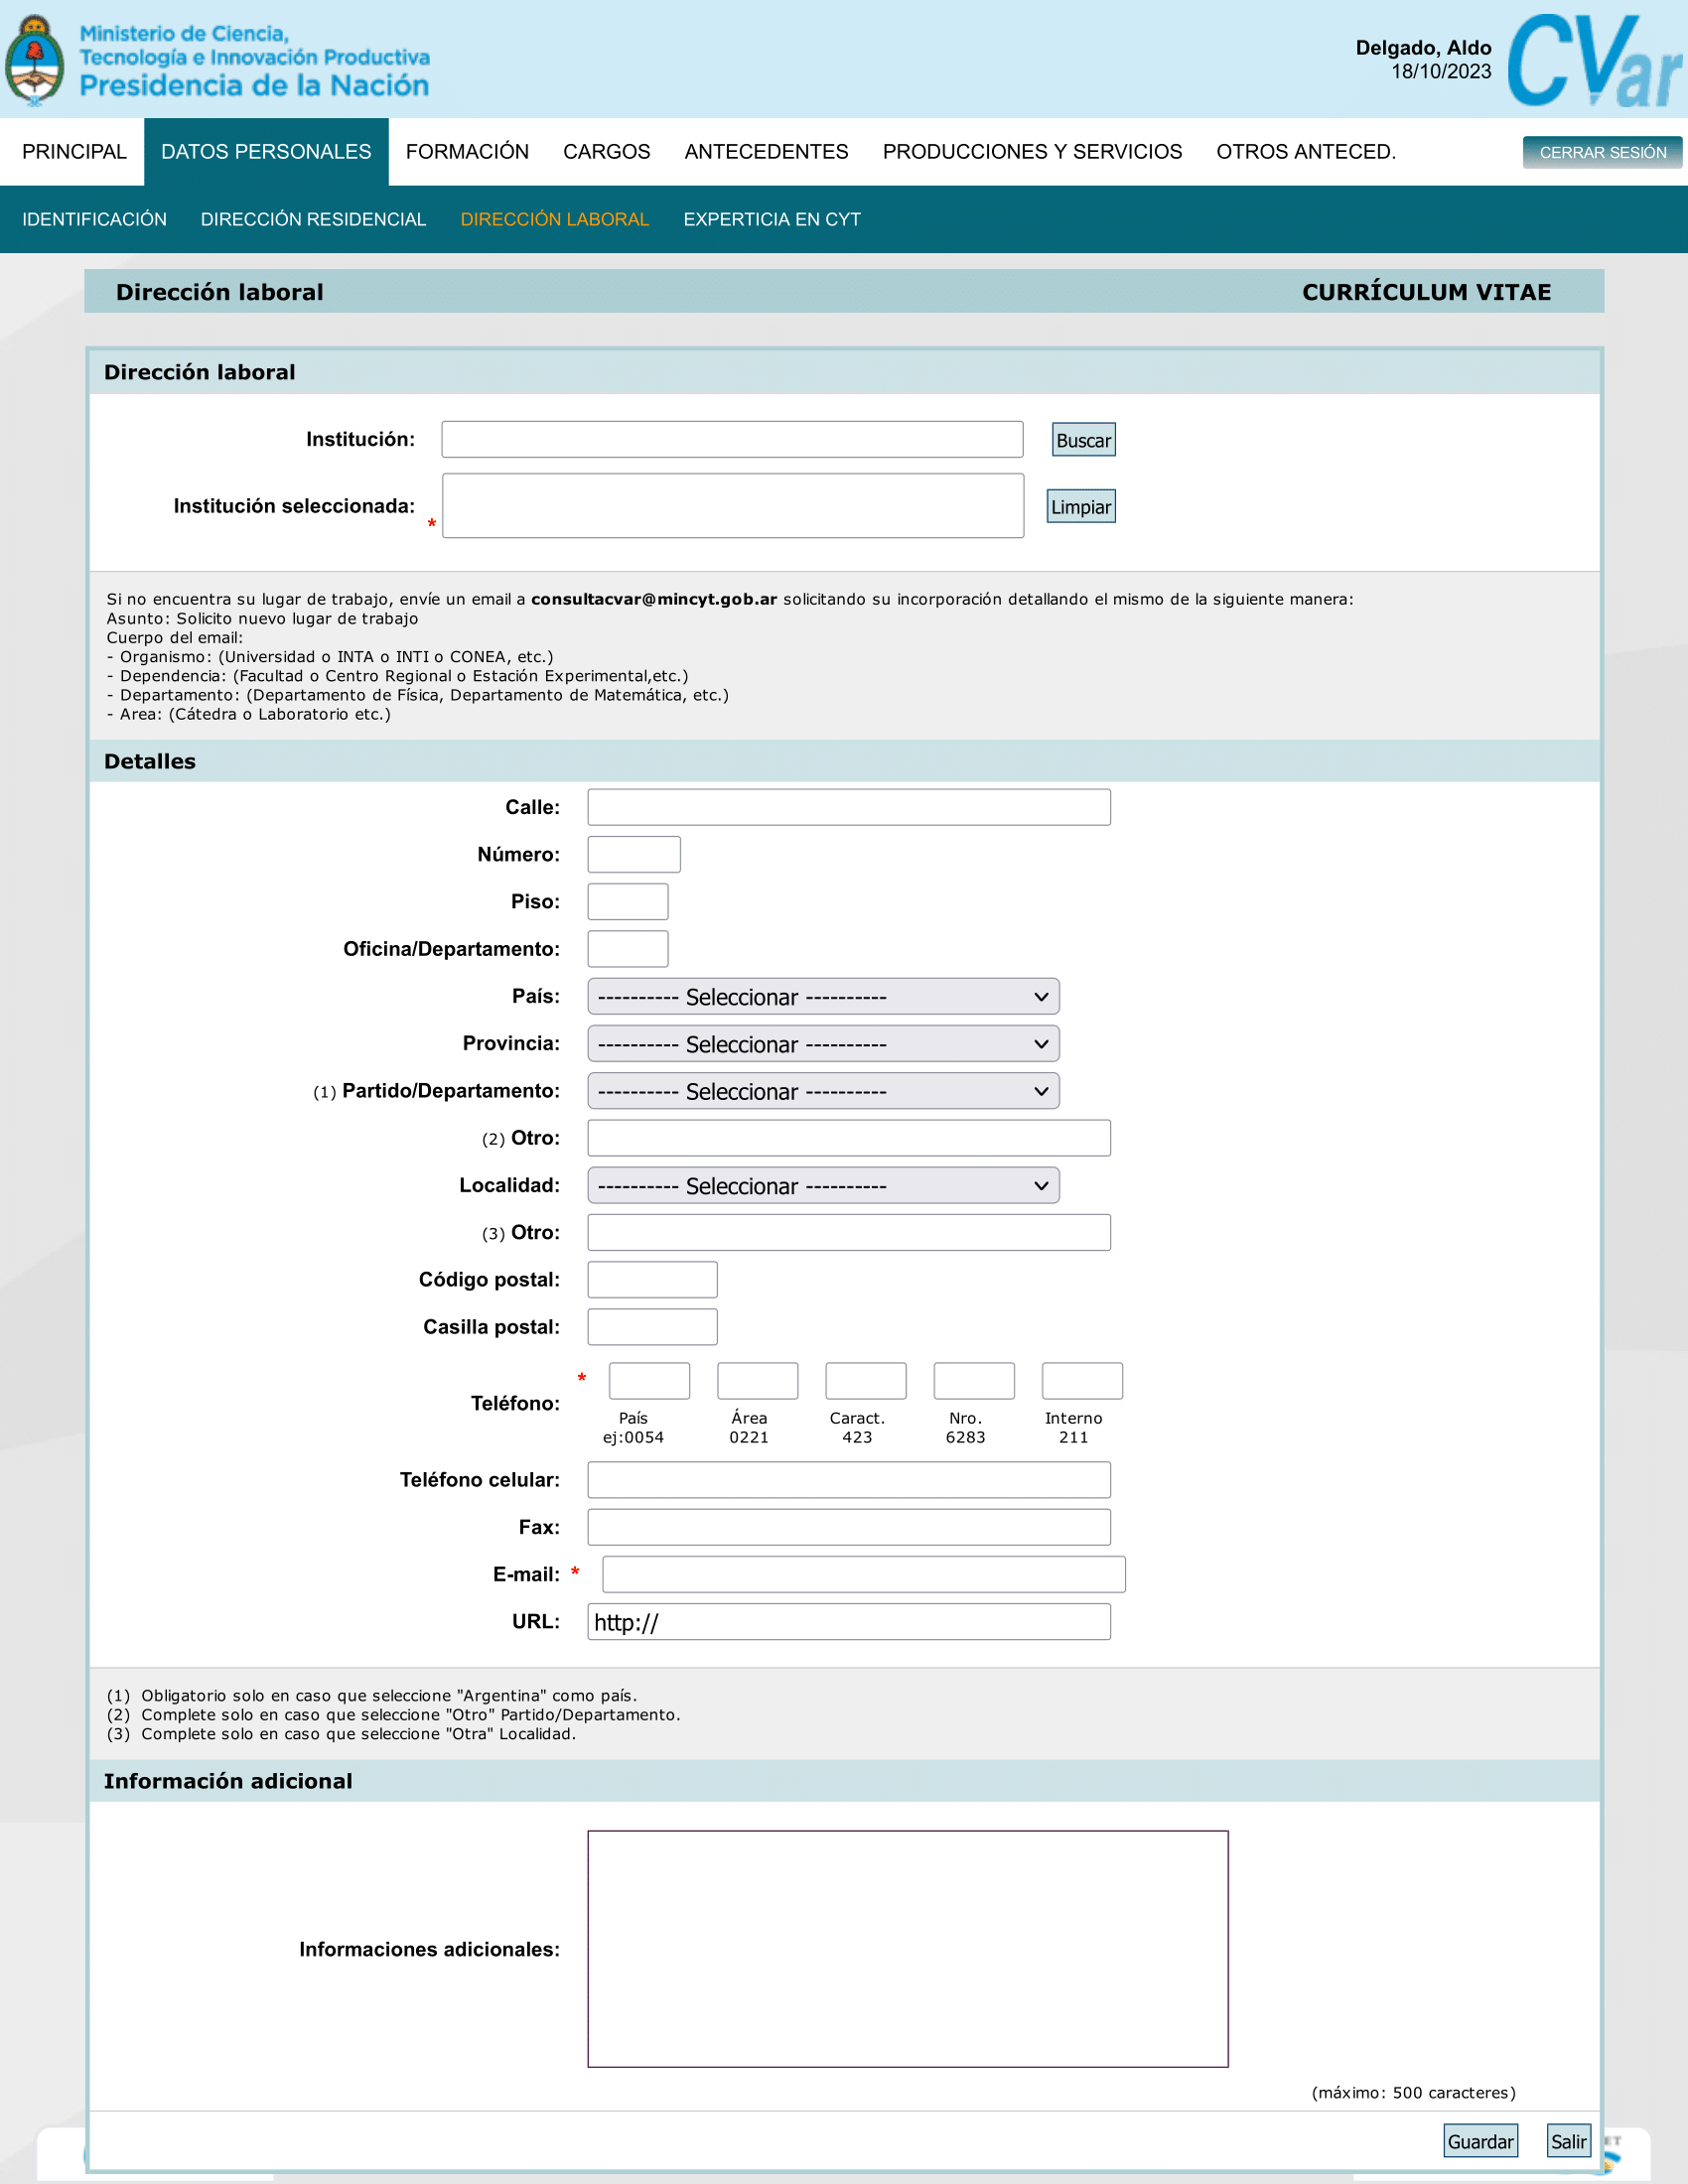 Ministerio de Ciencia,
Tecnología e Innovación Productiva
Presidencia de la Nación
Delgado, Aldo
18/10/2023
CVar
PRINCIPAL DATOS PERSONALES FORMACIÓN CARGOS ANTECEDENTES PRODUCCIONES Y SERVICIOS OTROS ANTECED. CERRAR SESIÓN
IDENTIFICACIÓN DIRECCIÓN RESIDENCIAL DIRECCIÓN LABORAL EXPERTICIA EN CYT
Dirección laboral CURRÍCULUM VITAE
Dirección laboral
Institución: Buscar
Institución seleccionada: * Limpiar
Si no encuentra su lugar de trabajo, envíe un email a consultacvar@mincyt.gob.ar solicitando su incorporación detallando el mismo de la siguiente manera:
Asunto: Solicito nuevo lugar de trabajo
Cuerpo del email:
- Organismo: (Universidad o INTA o INTI o CONEA, etc.)
- Dependencia: (Facultad o Centro Regional o Estación Experimental,etc.)
- Departamento: (Departamento de Física, Departamento de Matemática, etc.)
- Area: (Cátedra o Laboratorio etc.)
Detalles
Calle:
Número:
Piso:
Oficina/Departamento:
País: ---------- Seleccionar ----------
Provincia: ---------- Seleccionar ----------
(1) Partido/Departamento: ---------- Seleccionar ----------
(2) Otro:
Localidad: ---------- Seleccionar ----------
(3) Otro:
Código postal:
Casilla postal:
Teléfono: *
País Área Caract. Nro. Interno
ej:0054 0221 423 6283 211
Teléfono celular:
Fax:
E-mail: *
URL: http://
(1) Obligatorio solo en caso que seleccione "Argentina" como país.
(2) Complete solo en caso que seleccione "Otro" Partido/Departamento.
(3) Complete solo en caso que seleccione "Otra" Localidad.
Información adicional
Informaciones adicionales:
(máximo: 500 caracteres)
Guardar Salir